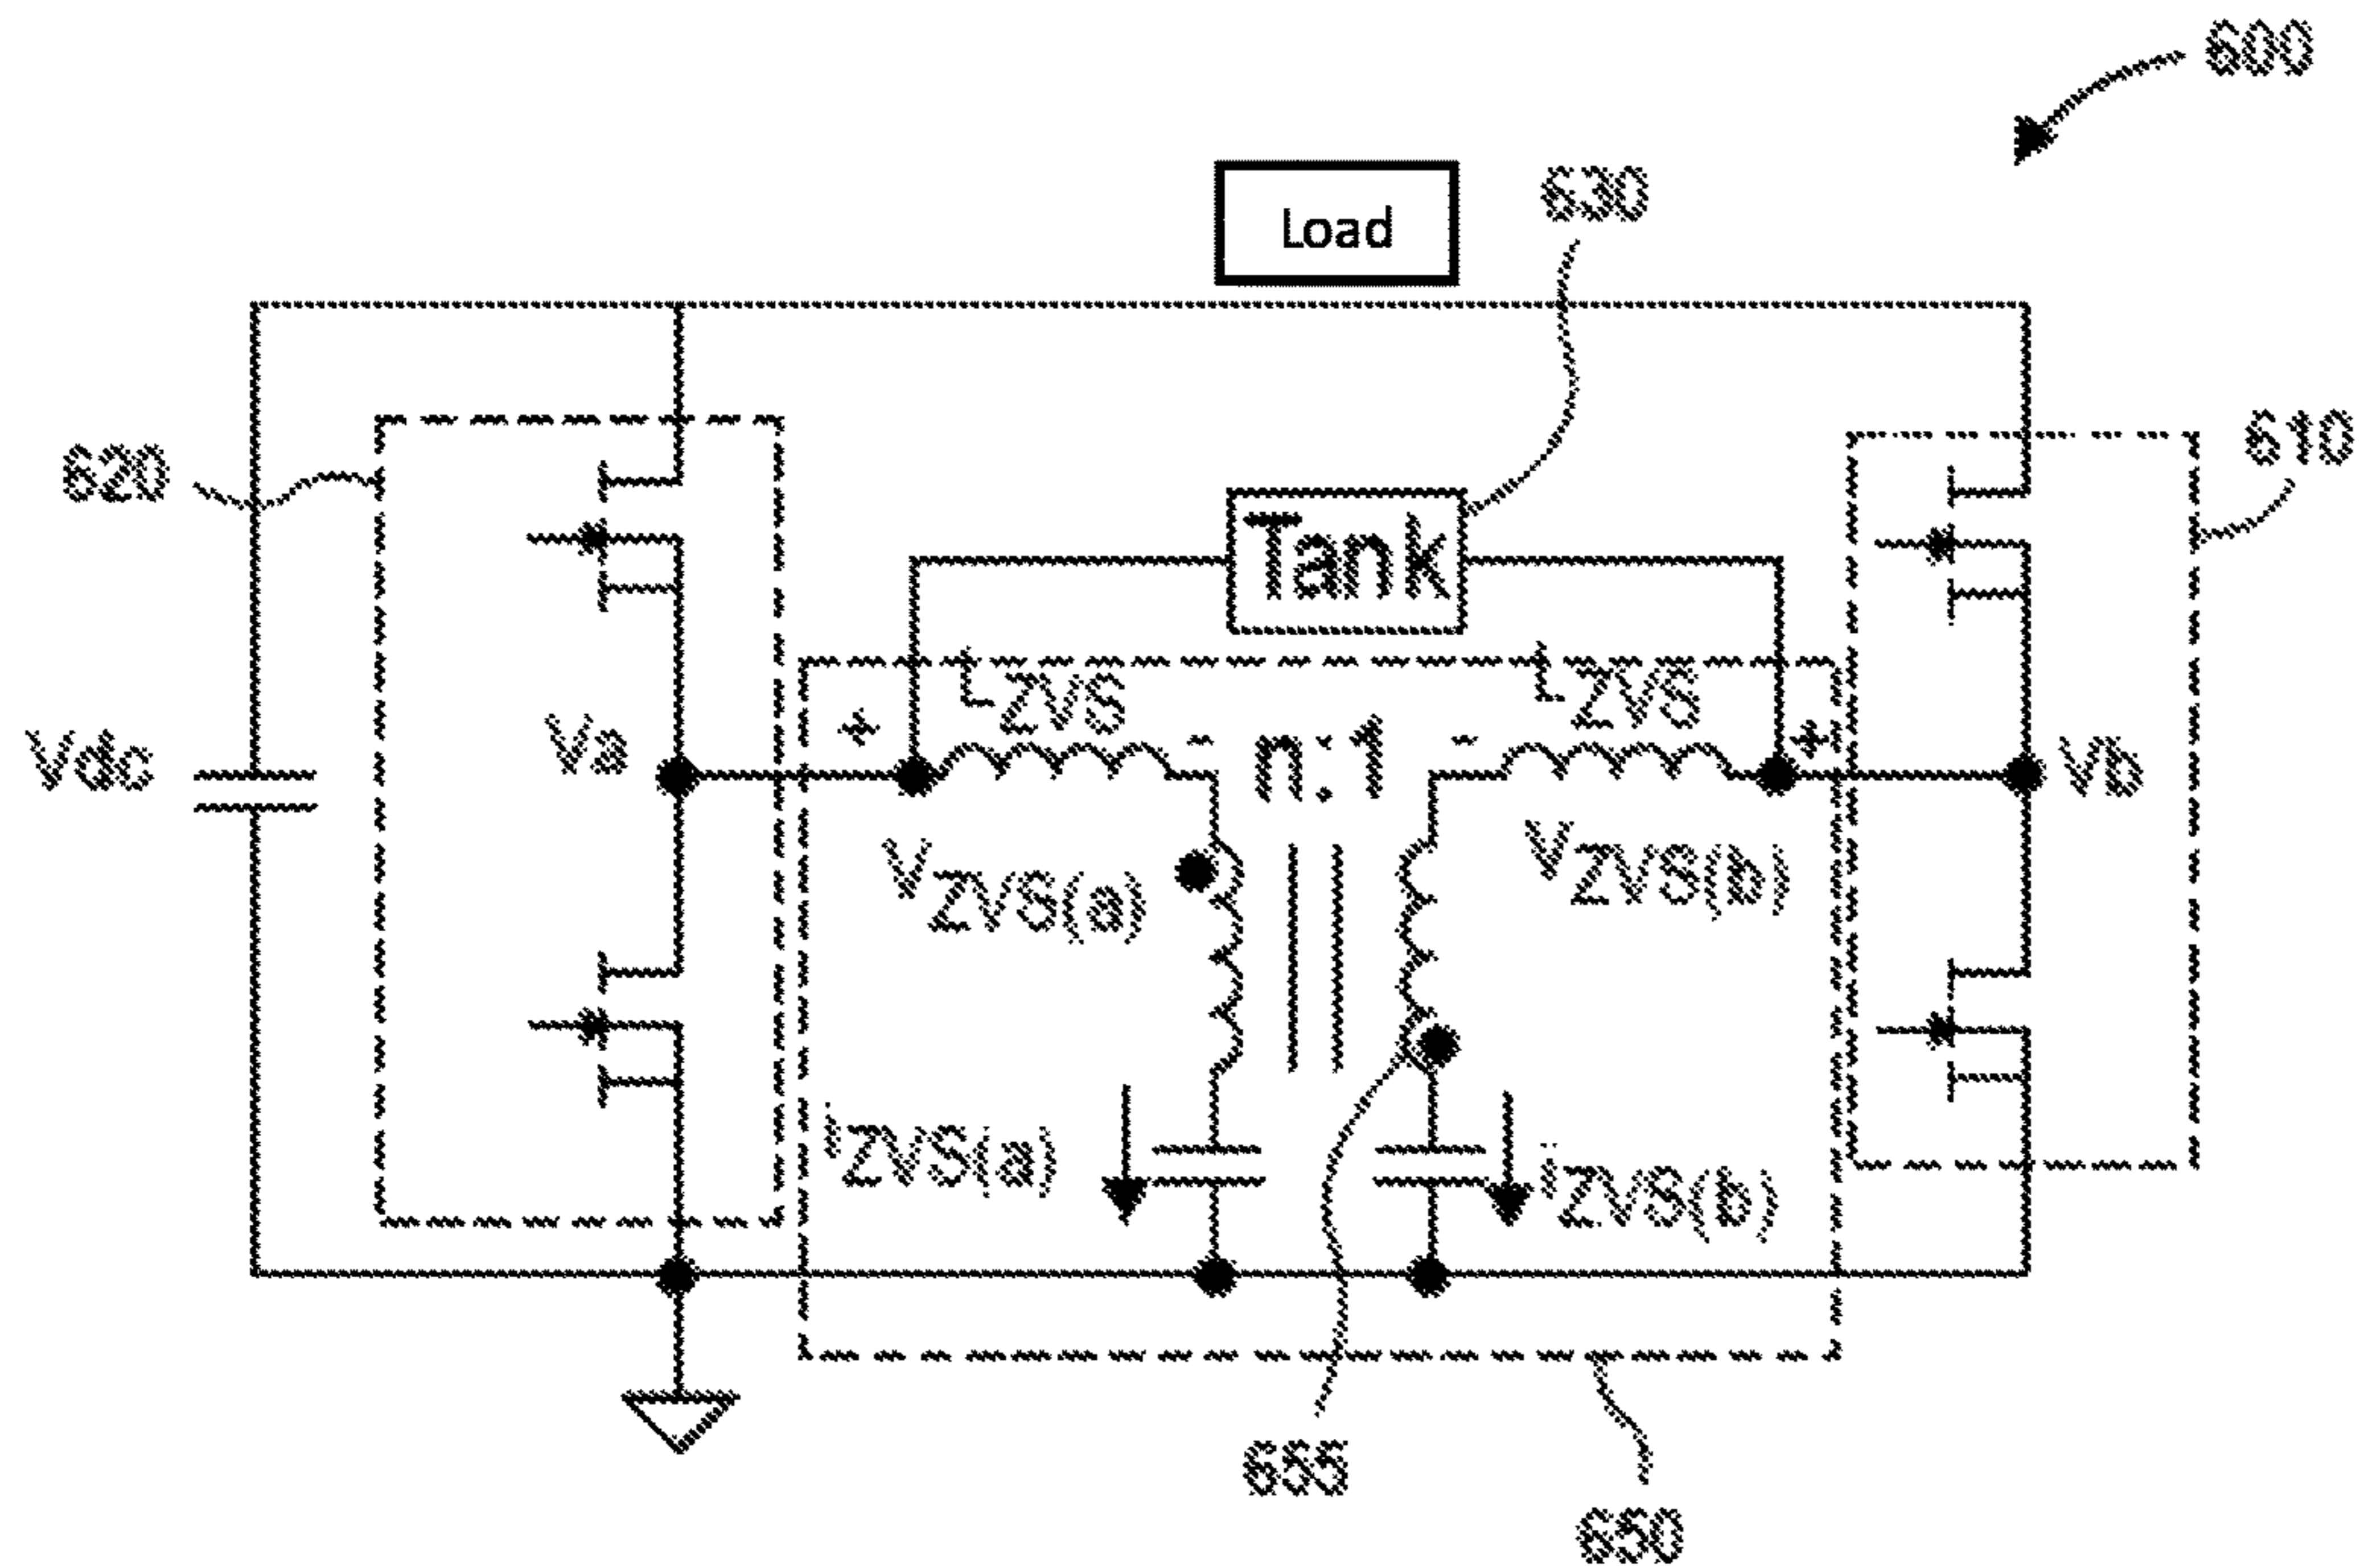 600
630
Load
620
610
Tank
LZVS
LZVS
Vdc
Va
+
-
n:1
-
+
Vb
VZVS(a)
VZVS(b)
iZVS(a)
iZVS(b)
655
650